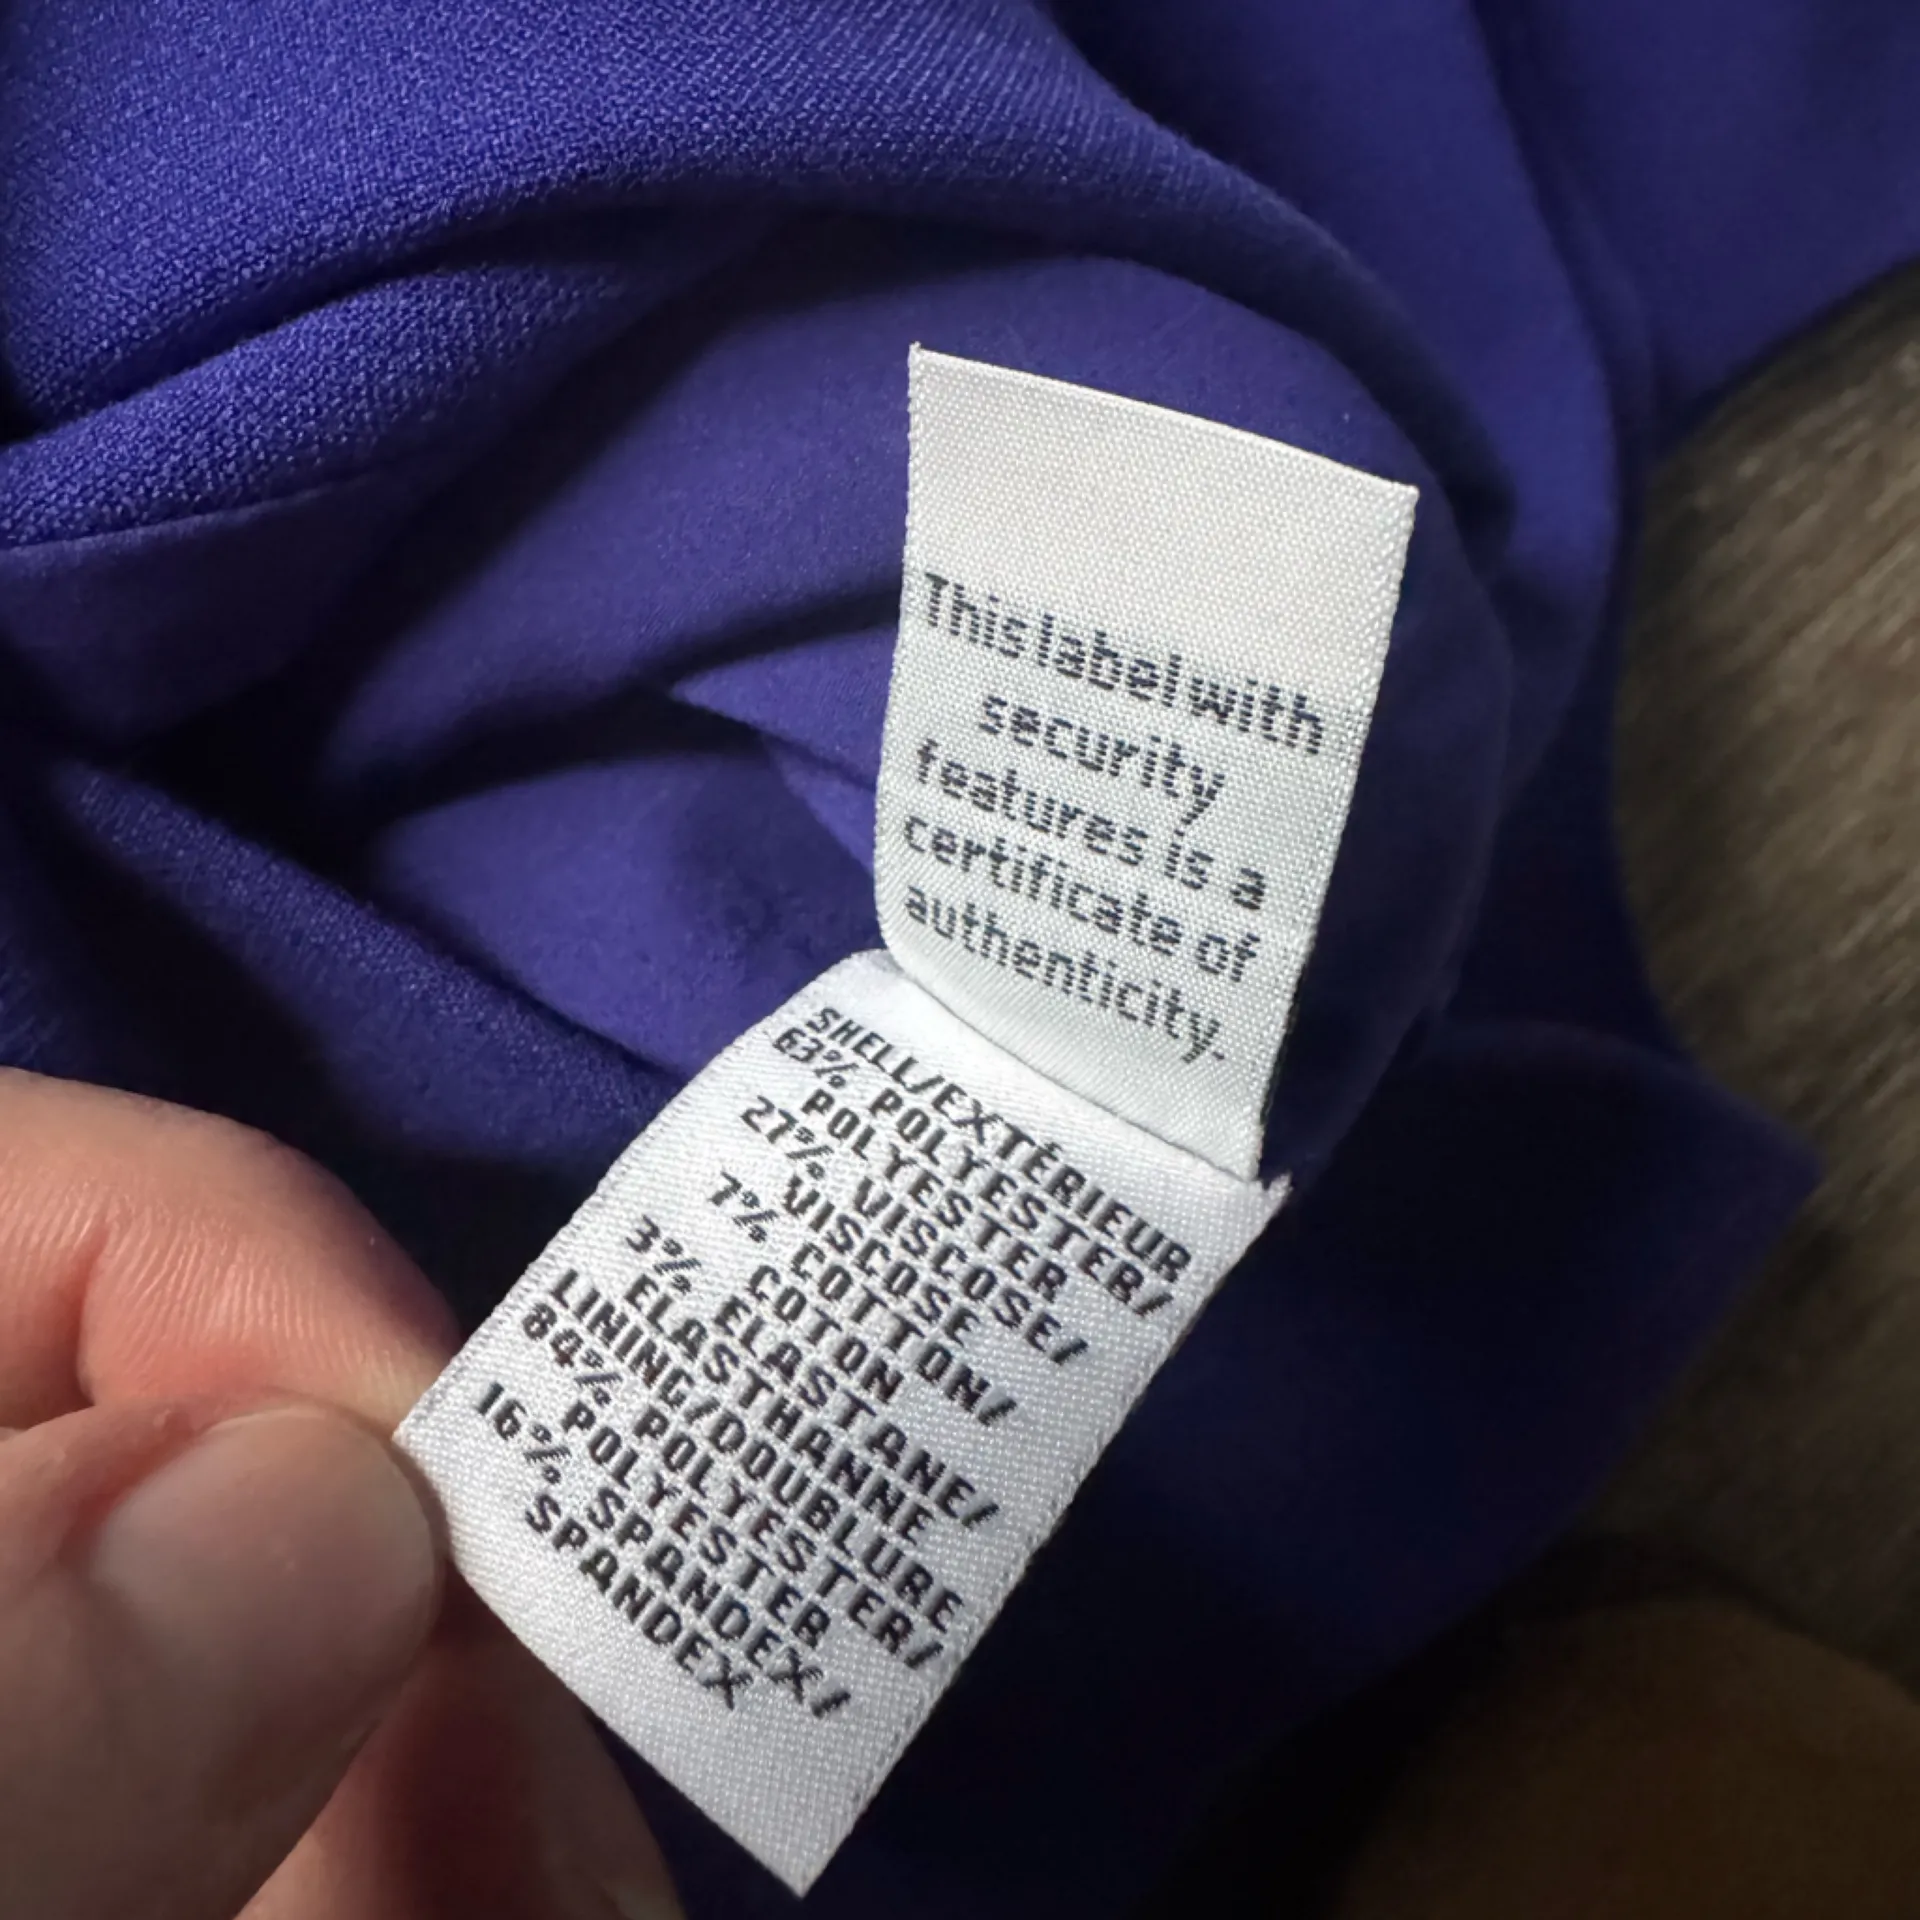 This label with
security
features is a
certificate of
authenticity.
SHELL/EXTÉRIEUR
63% POLYESTER/
POLYESTER
27% VISCOSE/
VISCOSE
7% COTTON/
COTON
3% ELASTANE/
ELASTHANNE
LINING/DOUBLURE
84% POLYESTER/
POLYESTER
16% SPANDEX/
SPANDEX